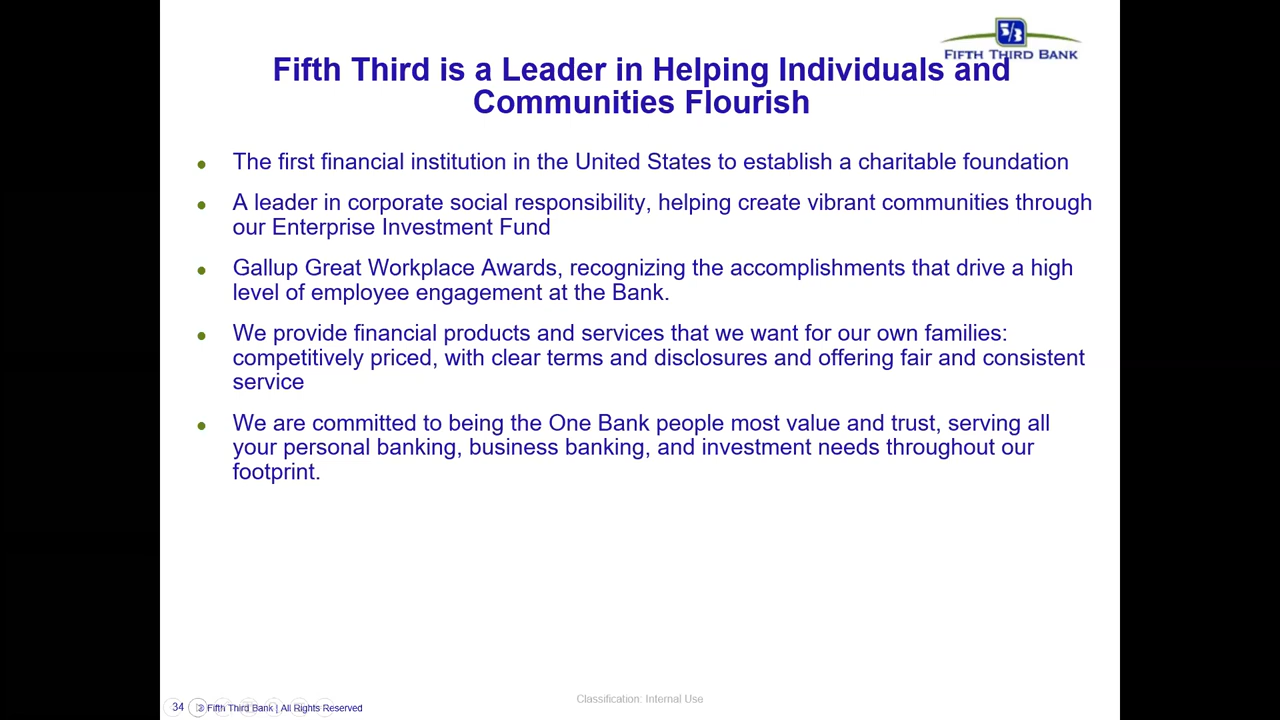 5/3
FIFTH THIRD BANK
Fifth Third is a Leader in Helping Individuals and
Communities Flourish
The first financial institution in the United States to establish a charitable foundation
A leader in corporate social responsibility, helping create vibrant communities through
our Enterprise Investment Fund
Gallup Great Workplace Awards, recognizing the accomplishments that drive a high
level of employee engagement at the Bank.
We provide financial products and services that we want for our own families:
competitively priced, with clear terms and disclosures and offering fair and consistent
service
We are committed to being the One Bank people most value and trust, serving all
your personal banking, business banking, and investment needs throughout our
footprint.
Classification: Internal Use
34
© Fifth Third Bank | All Rights Reserved